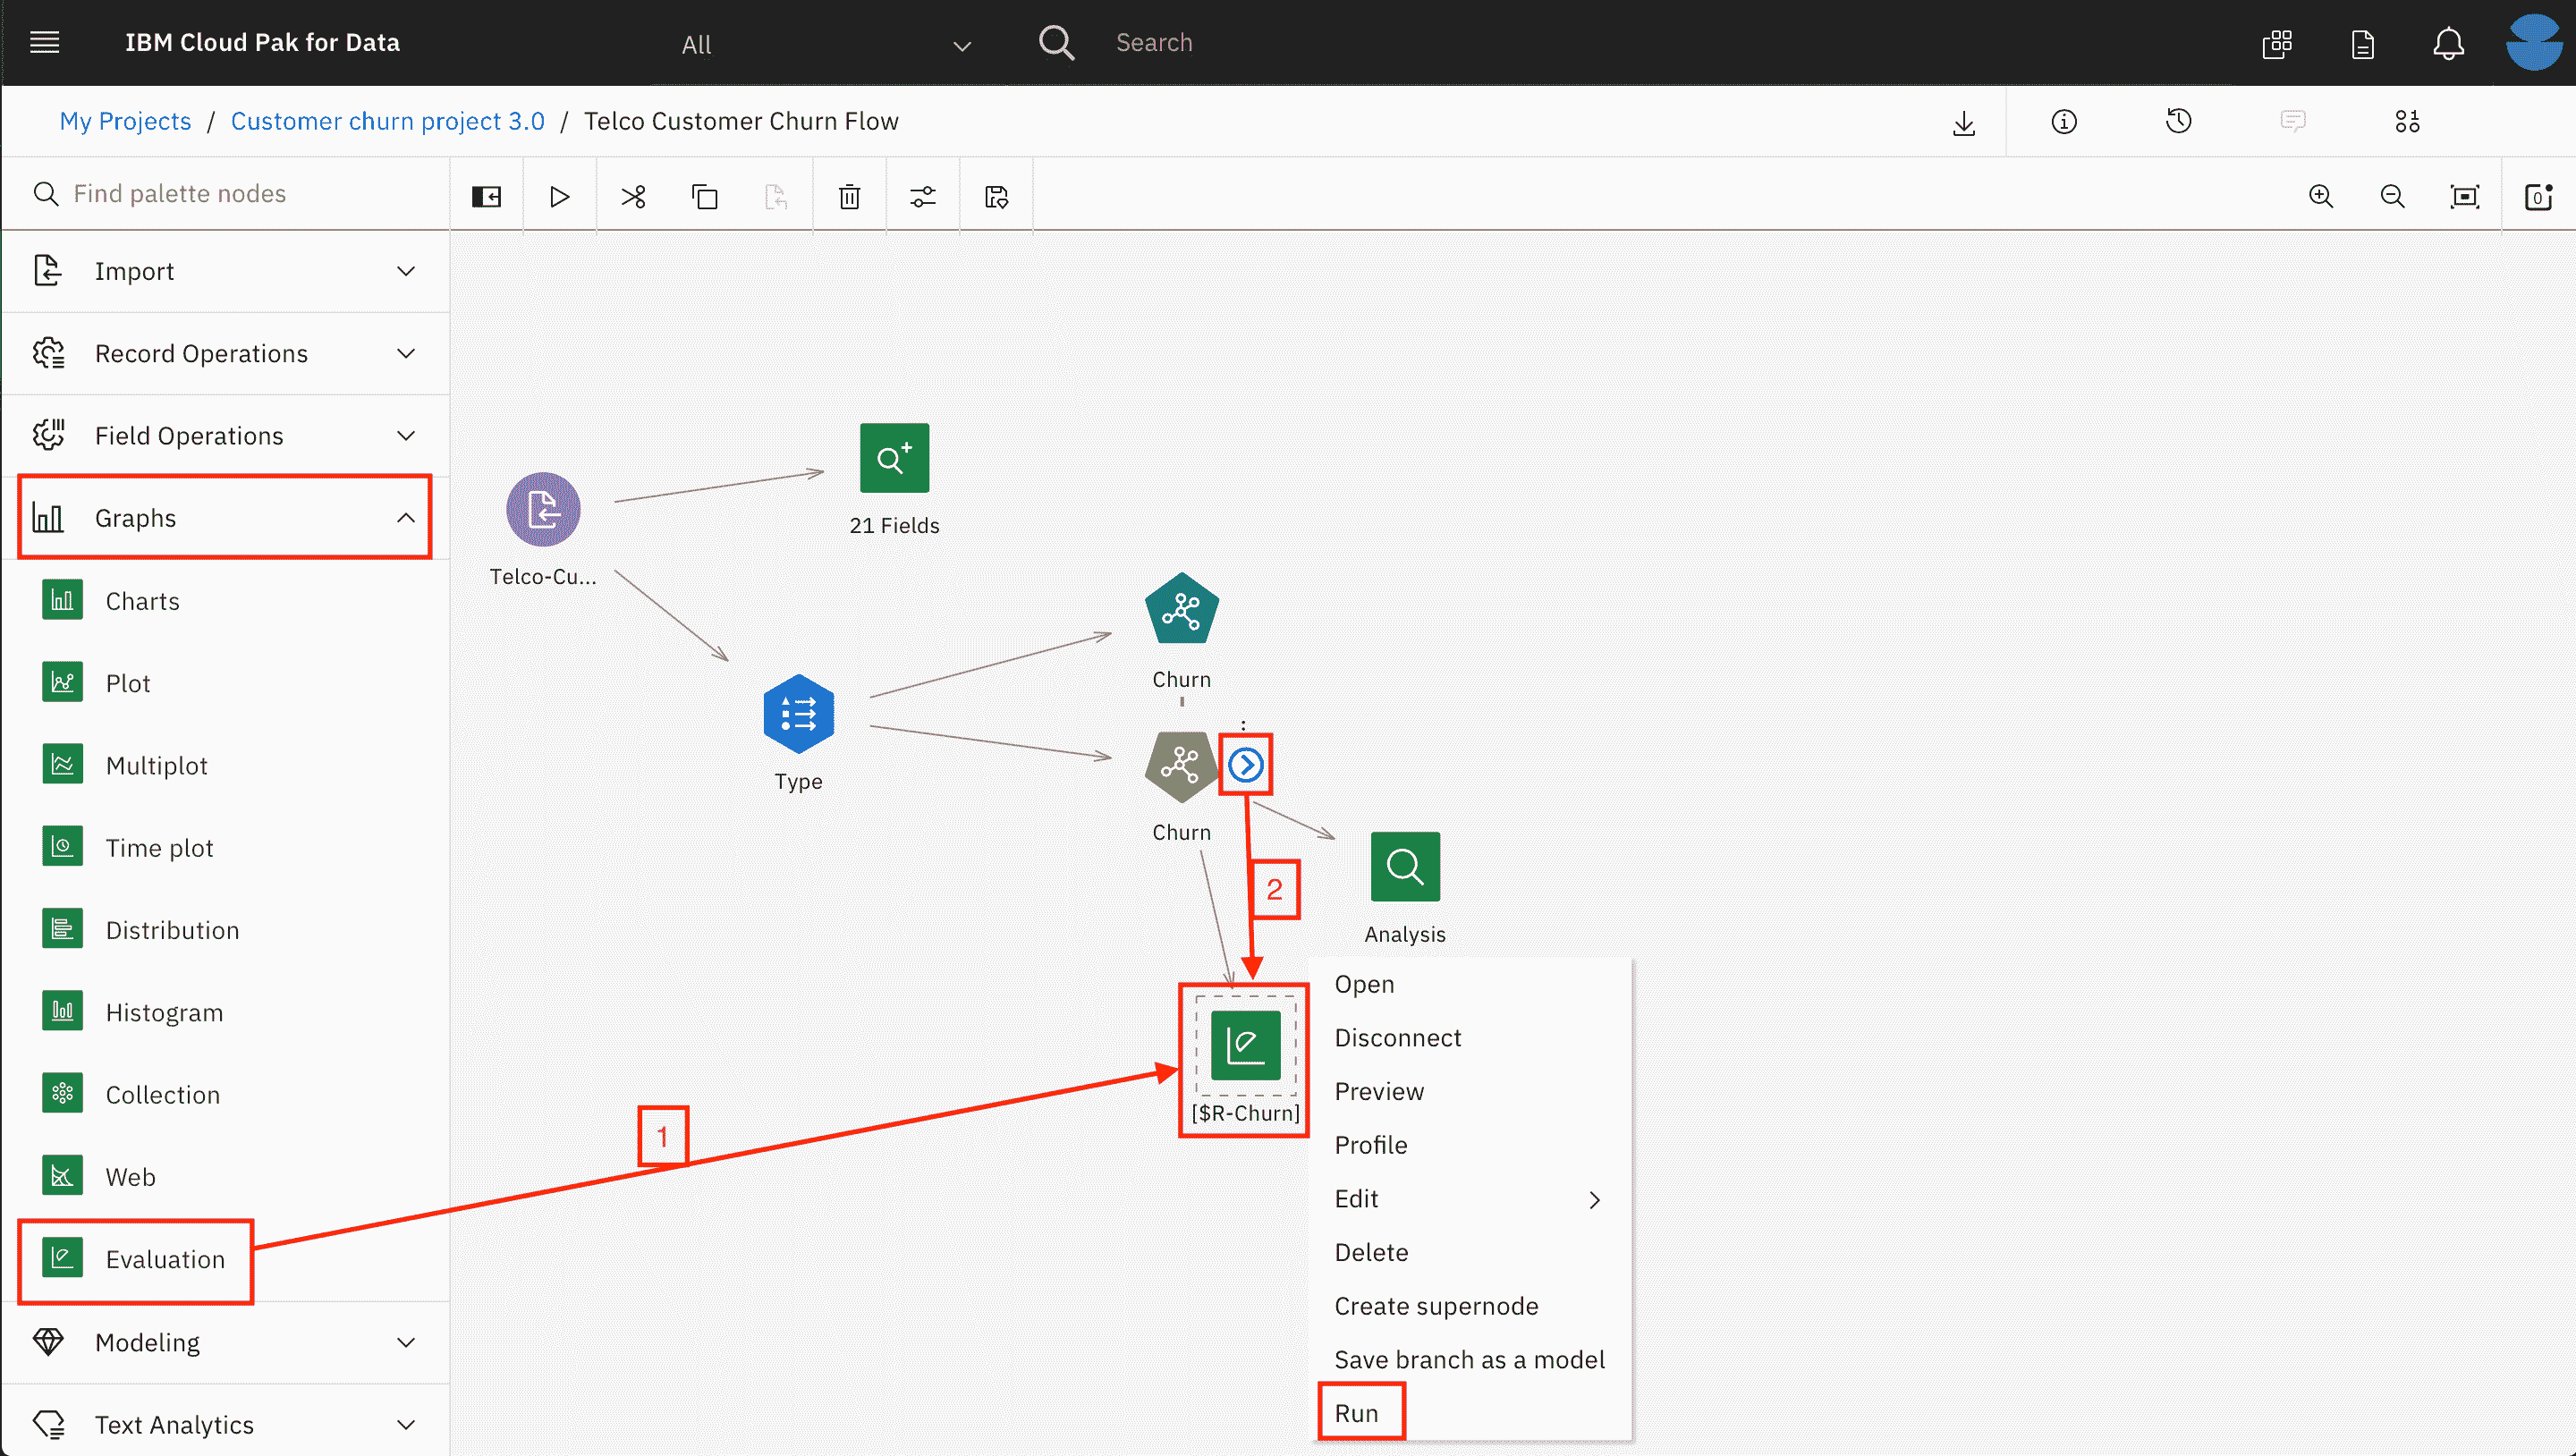 IBM Cloud Pak for Data
All
Search
My Projects / Customer churn project 3.0 / Telco Customer Churn Flow
Find palette nodes
Import
Record Operations
Field Operations
Graphs
Charts
Plot
Multiplot
Time plot
Distribution
Histogram
Collection
Web
Evaluation
Modeling
Text Analytics
21 Fields
Telco-Cu...
Churn
Type
Churn
2
Analysis
[$R-Churn]
1
Open
Disconnect
Preview
Profile
Edit
Delete
Create supernode
Save branch as a model
Run
0